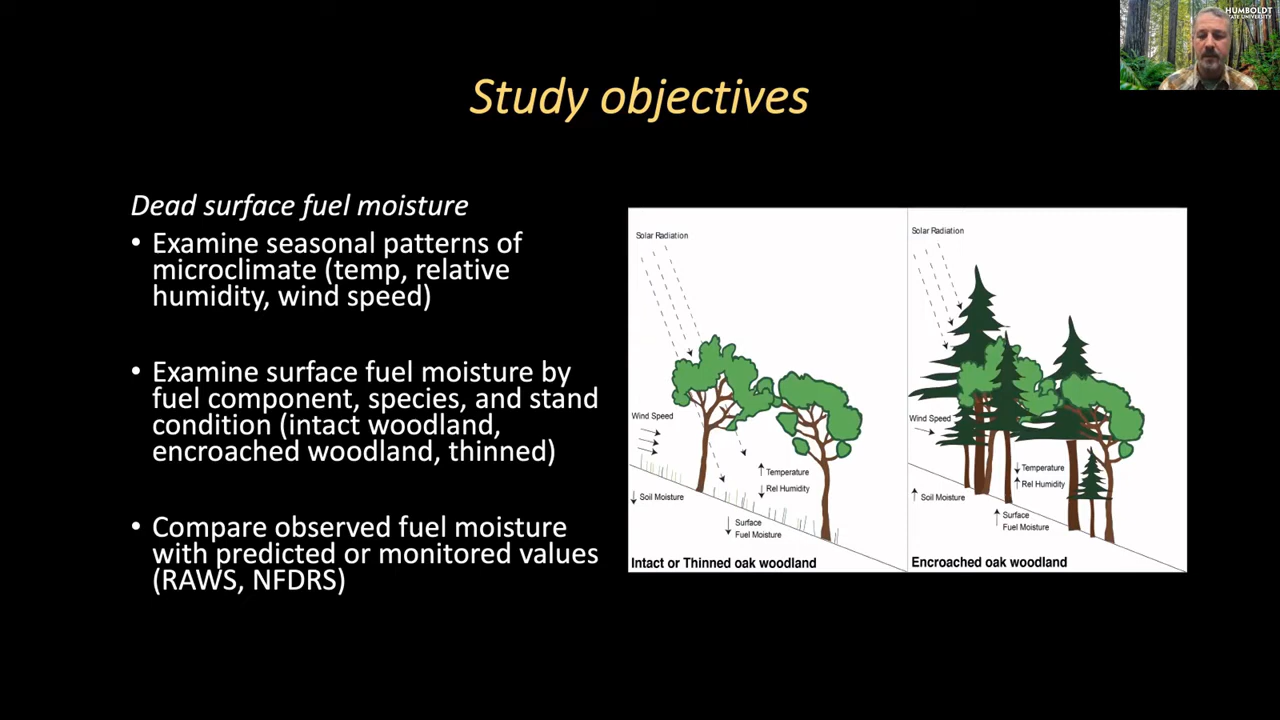 HUMBOLDT
STATE UNIVERSITY
Study objectives
Dead surface fuel moisture
• Examine seasonal patterns of
microclimate (temp, relative
humidity, wind speed)
• Examine surface fuel moisture by
fuel component, species, and stand
condition (intact woodland,
encroached woodland, thinned)
• Compare observed fuel moisture
with predicted or monitored values
(RAWS, NFDRS)
Solar Radiation
Wind Speed
↑ Temperature
↓ Rel Humidity
↓ Soil Moisture
↓ Surface
Fuel Moisture
Intact or Thinned oak woodland
Solar Radiation
Wind Speed
↓ Temperature
↑ Rel Humidity
↑ Soil Moisture
↑ Surface
Fuel Moisture
Encroached oak woodland